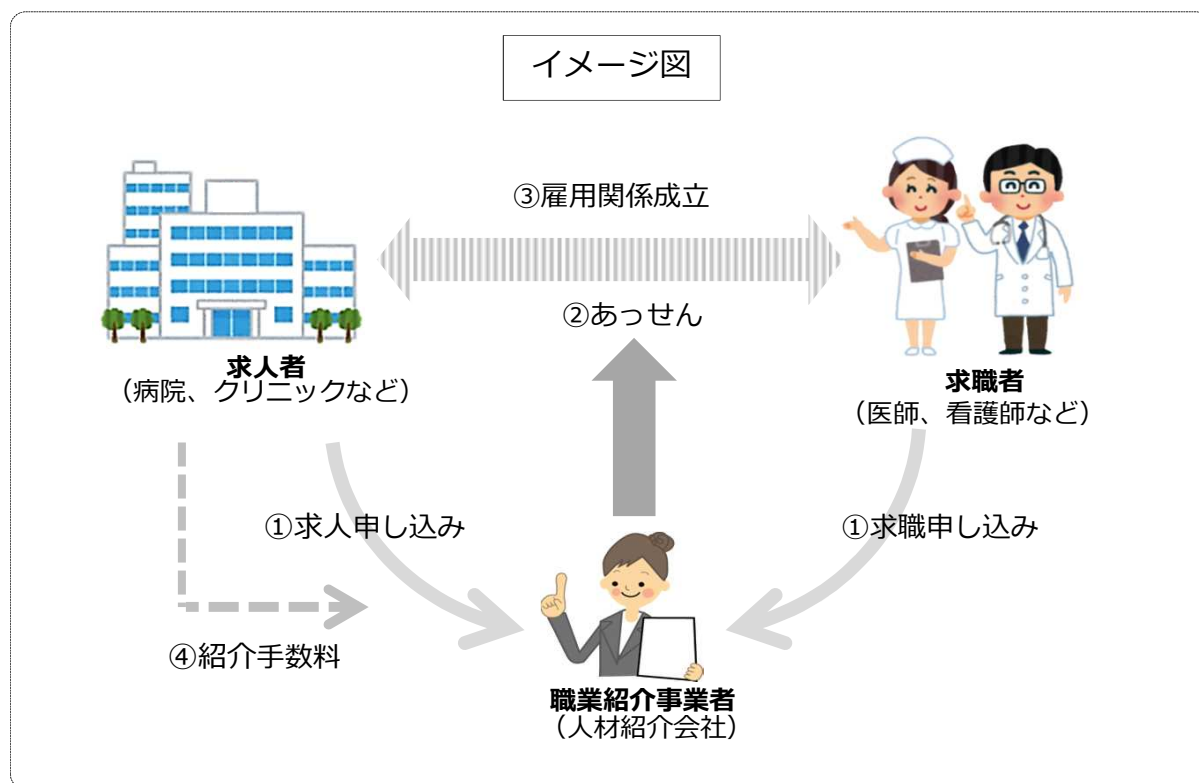 イメージ図
③雇用関係成立
②あっせん
求人者
（病院、クリニックなど）
求職者
（医師、看護師など）
①求人申し込み
①求職申し込み
④紹介手数料
職業紹介事業者
（人材紹介会社）